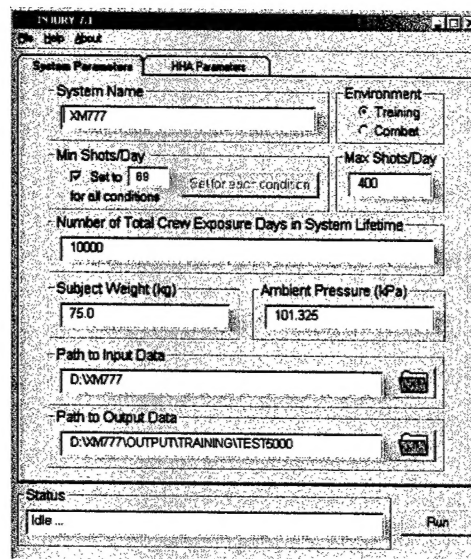 INJURY 7.1
File Help About
System Parameters HHA Parameters
System Name
XM777
Environment
Training
Combat
Min Shots/Day
Set to 69
for all conditions
Set for each condition
Max Shots/Day
400
Number of Total Crew Exposure Days in System Lifetime
10000
Subject Weight (kg)
75.0
Ambient Pressure (kPa)
101.325
Path to Input Data
D:\XM777
Path to Output Data
D:\XM777\OUTPUT\TRAINING\TEST5000
Status
Idle ...
Run